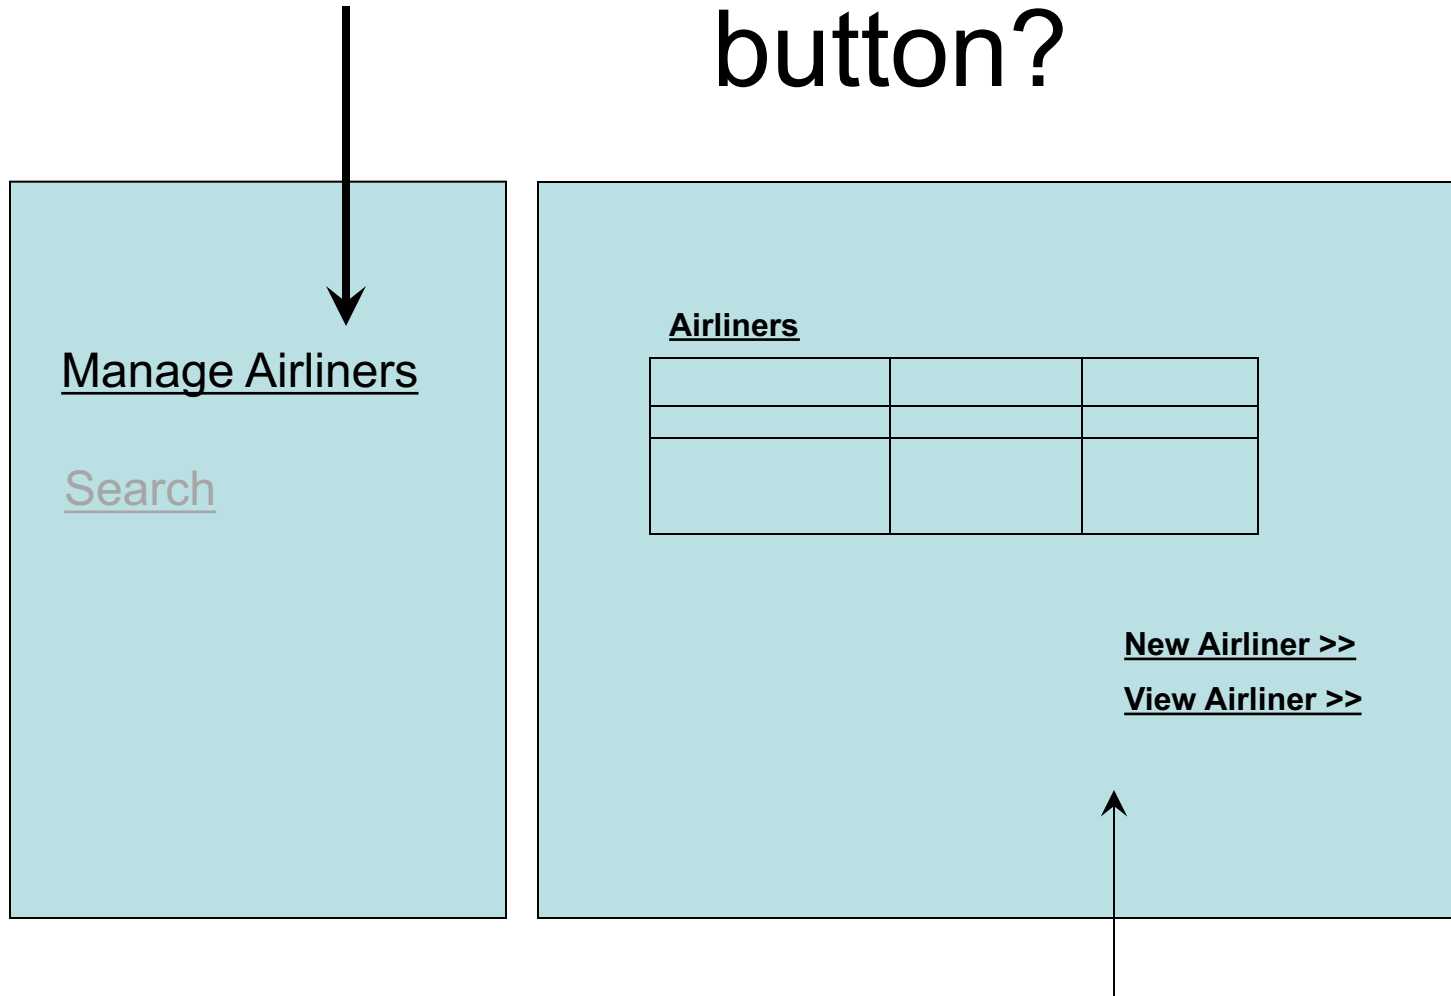 button?
Manage Airliners
Search
Airliners
New Airliner >>
View Airliner >>